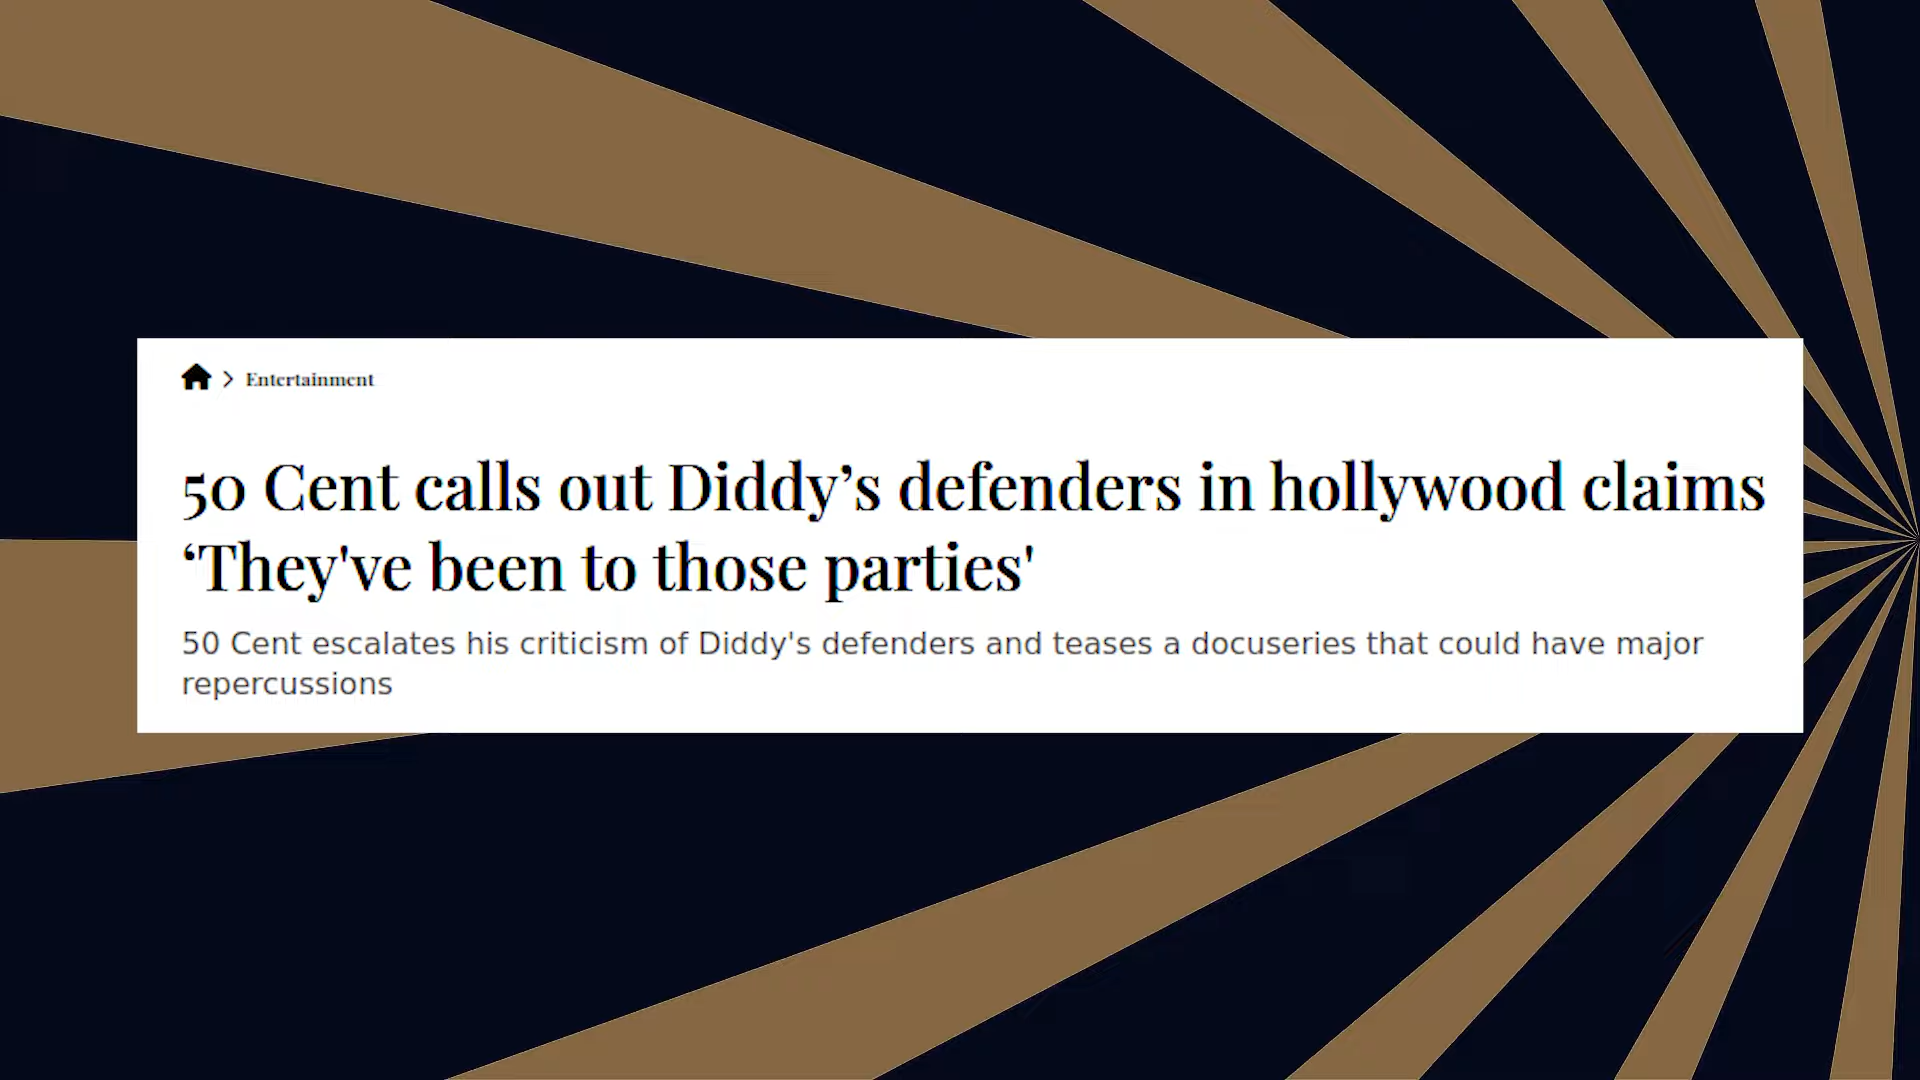 Entertainment
50 Cent calls out Diddy’s defenders in hollywood claims
‘They've been to those parties'
50 Cent escalates his criticism of Diddy's defenders and teases a docuseries that could have major
repercussions